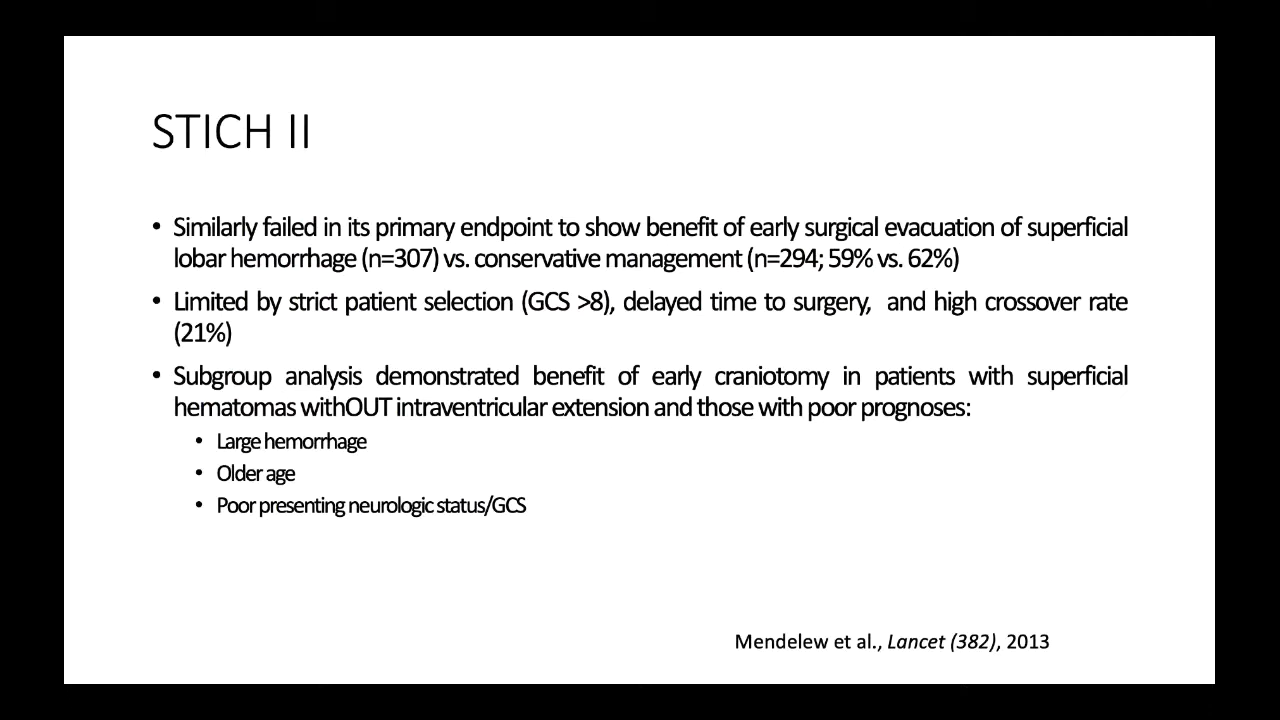 STICH II
• Similarly failed in its primary endpoint to show benefit of early surgical evacuation of superficial
lobar hemorrhage (n=307) vs. conservative management (n=294; 59% vs. 62%)
• Limited by strict patient selection (GCS >8), delayed time to surgery, and high crossover rate
(21%)
• Subgroup analysis demonstrated benefit of early craniotomy in patients with superficial
hematomas withOUT intraventricular extension and those with poor prognoses:
• Large hemorrhage
• Older age
• Poor presenting neurologic status/GCS
Mendelew et al., Lancet (382), 2013